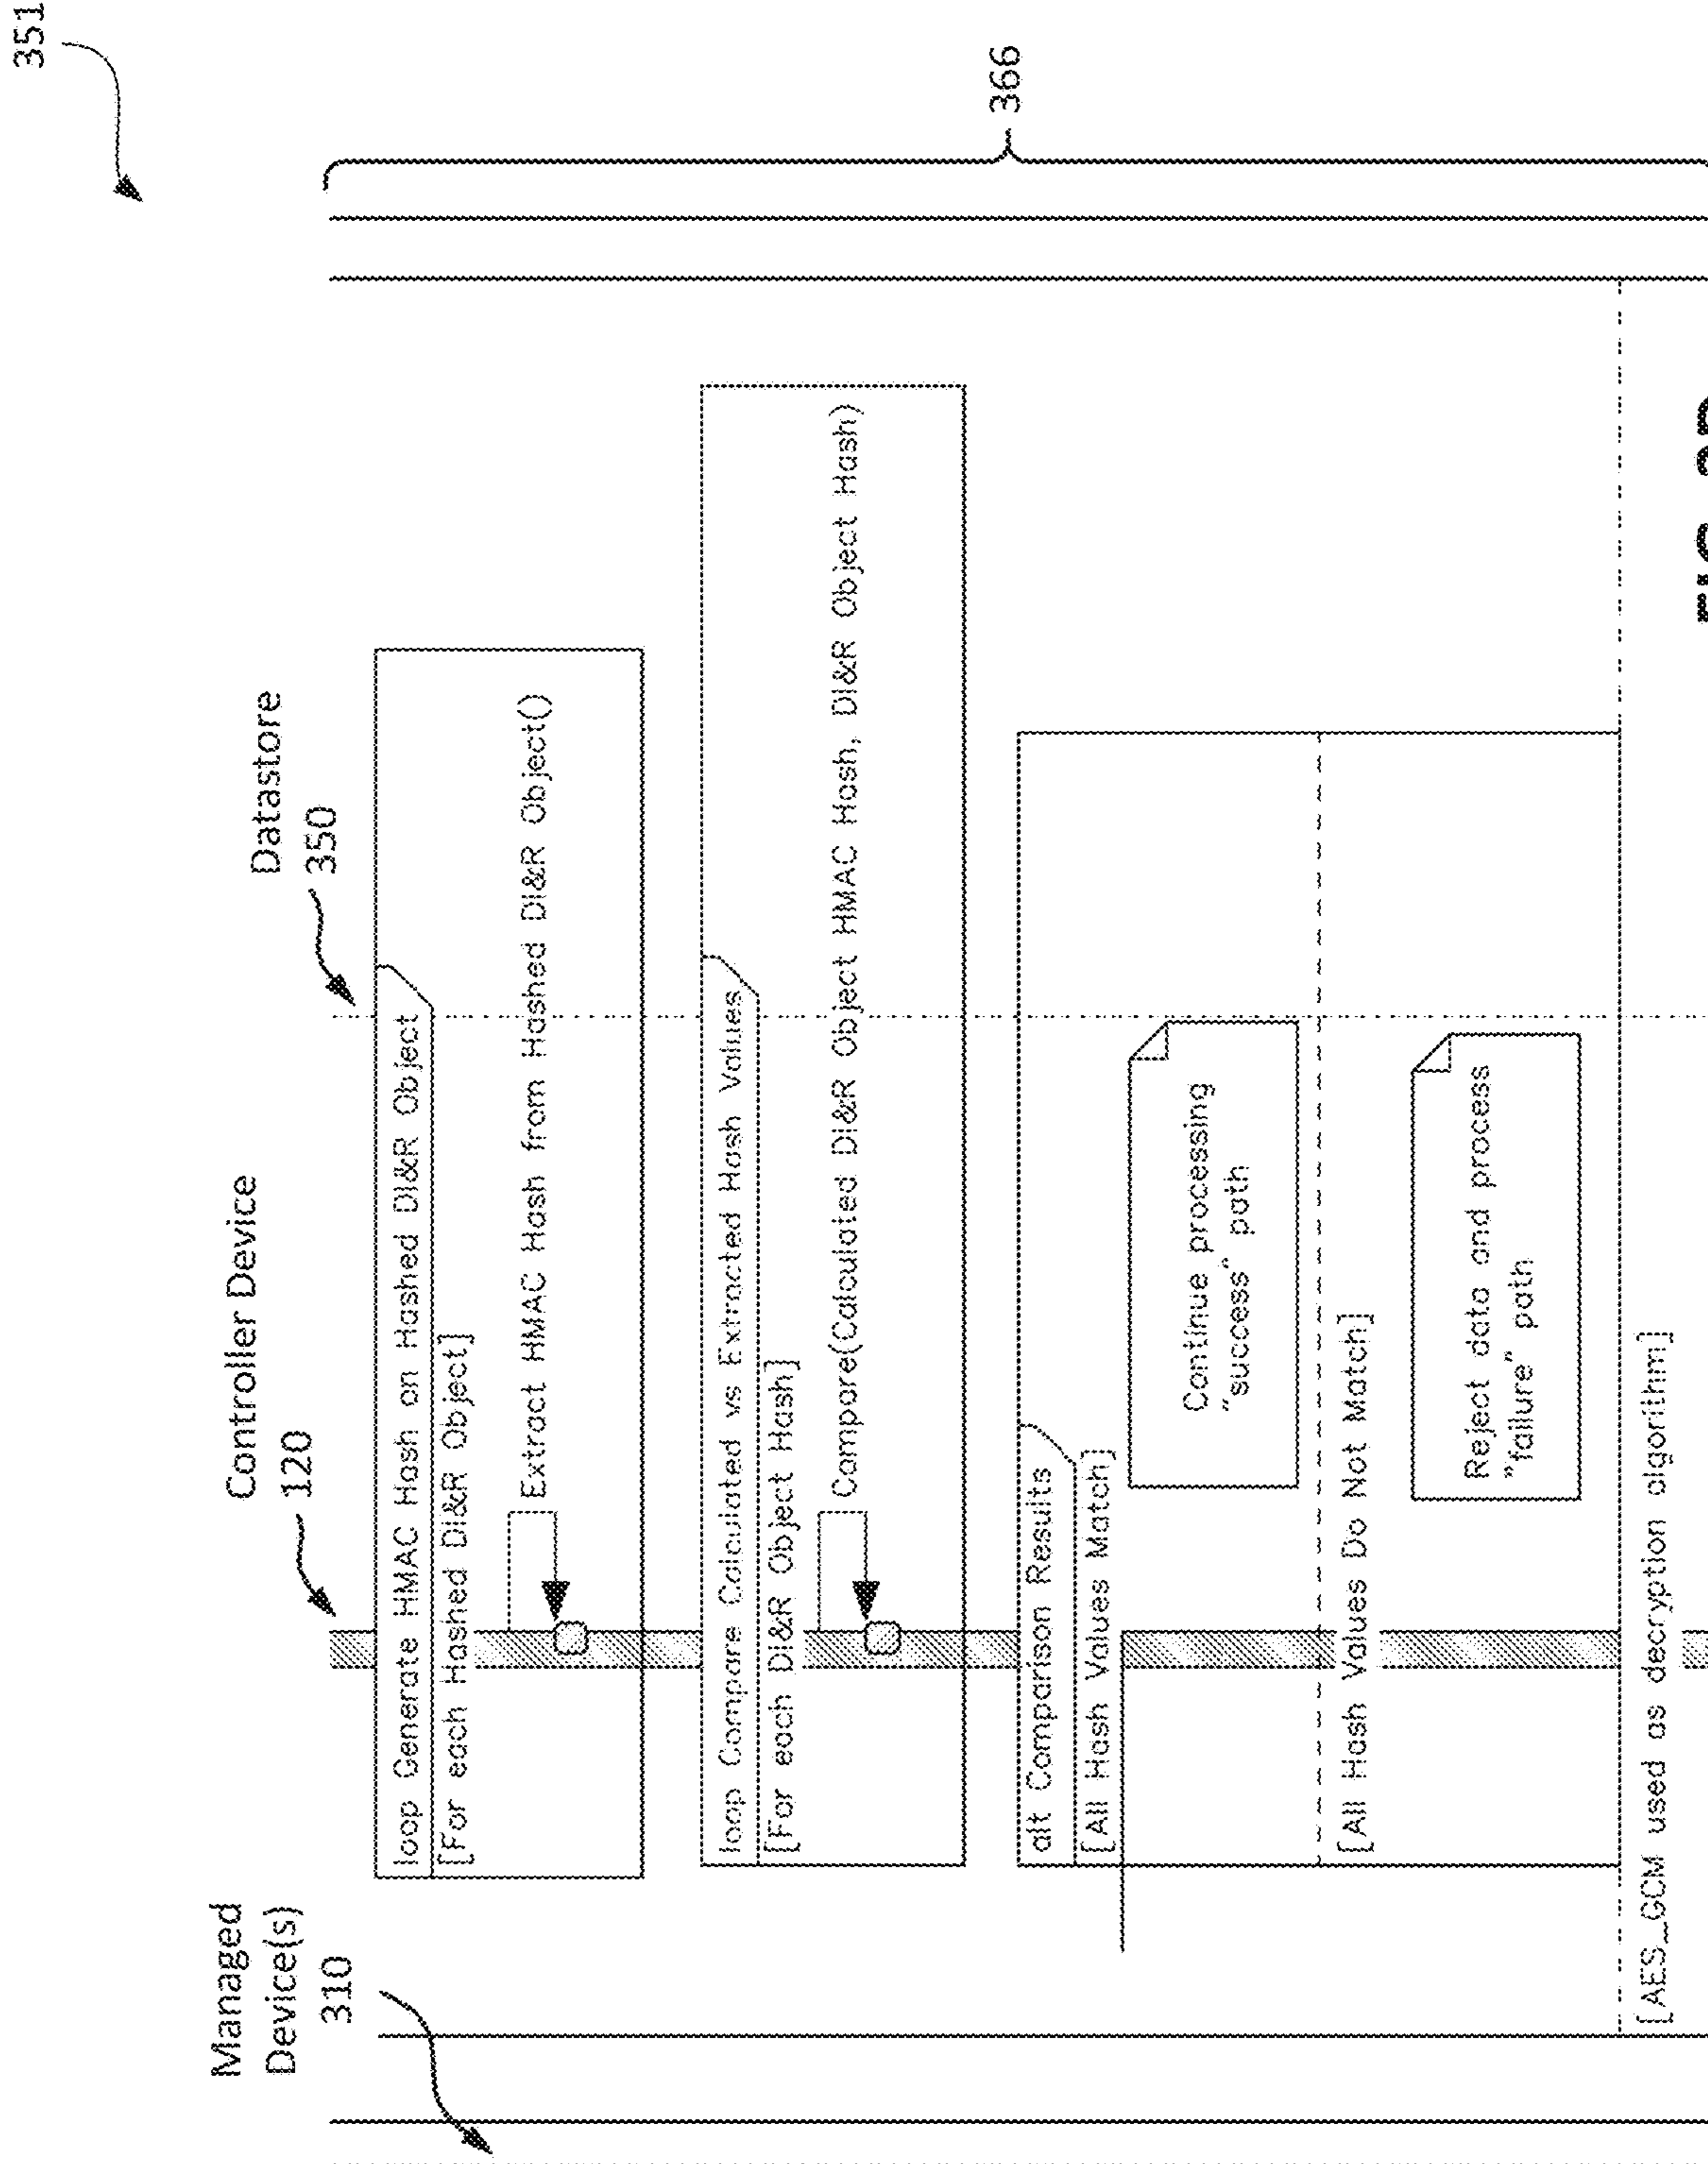 351
Managed
Device(s)
310
Controller Device
120
Datastore
350
loop Generate HMAC Hash on Hashed DI&R Object
[For each Hashed DI&R Object]
Extract HMAC Hash from Hashed DI&R Object()
loop Compare Calculated vs Extracted Hash Values
[For each DI&R Object Hash]
Compare(Calculated DI&R Object HMAC Hash, DI&R Object Hash)
366
alt Comparison Results
[All Hash Values Match]
Continue processing
"success" path
[All Hash Values Do Not Match]
Reject data and process
"failure" path
[AES_GCM used as decryption algorithm]